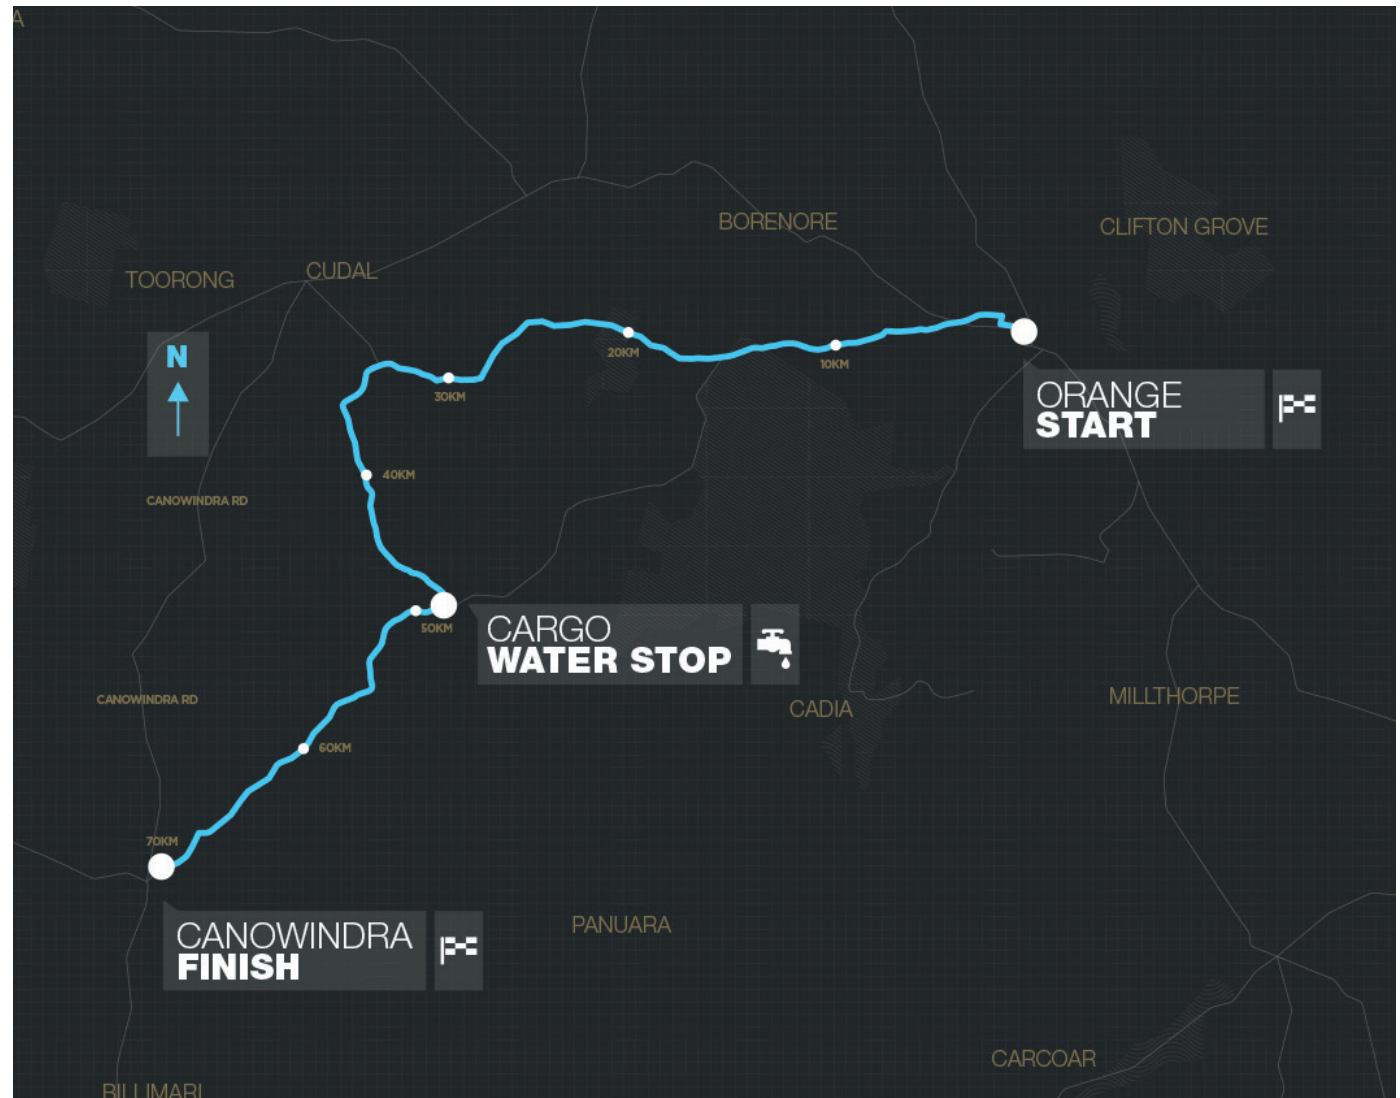 A
BORENORE
CLIFTON GROVE
TOORONG
CUDAL
N
20KM
10KM
30KM
ORANGE
START
40KM
CANOWINDRA RD
50KM
CARGO
WATER STOP
CANOWINDRA RD
CADIA
MILLTHORPE
60KM
70KM
CANOWINDRA
FINISH
PANUARA
CARCOAR
BILLIMARI